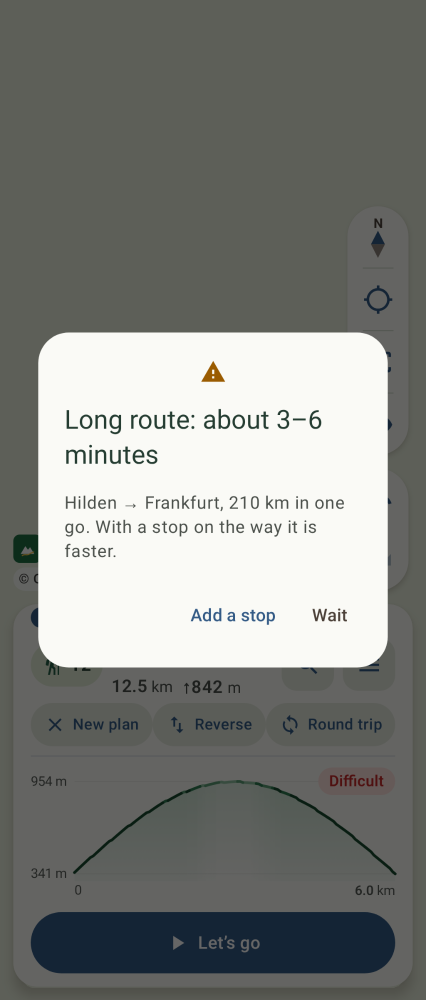 N
Long route: about 3–6
minutes
Hilden → Frankfurt, 210 km in one
go. With a stop on the way it is
faster.
Add a stop
Wait
©
12.5 km ↑842 m
New plan
Reverse
Round trip
954 m
Difficult
341 m
0
6.0 km
Let’s go